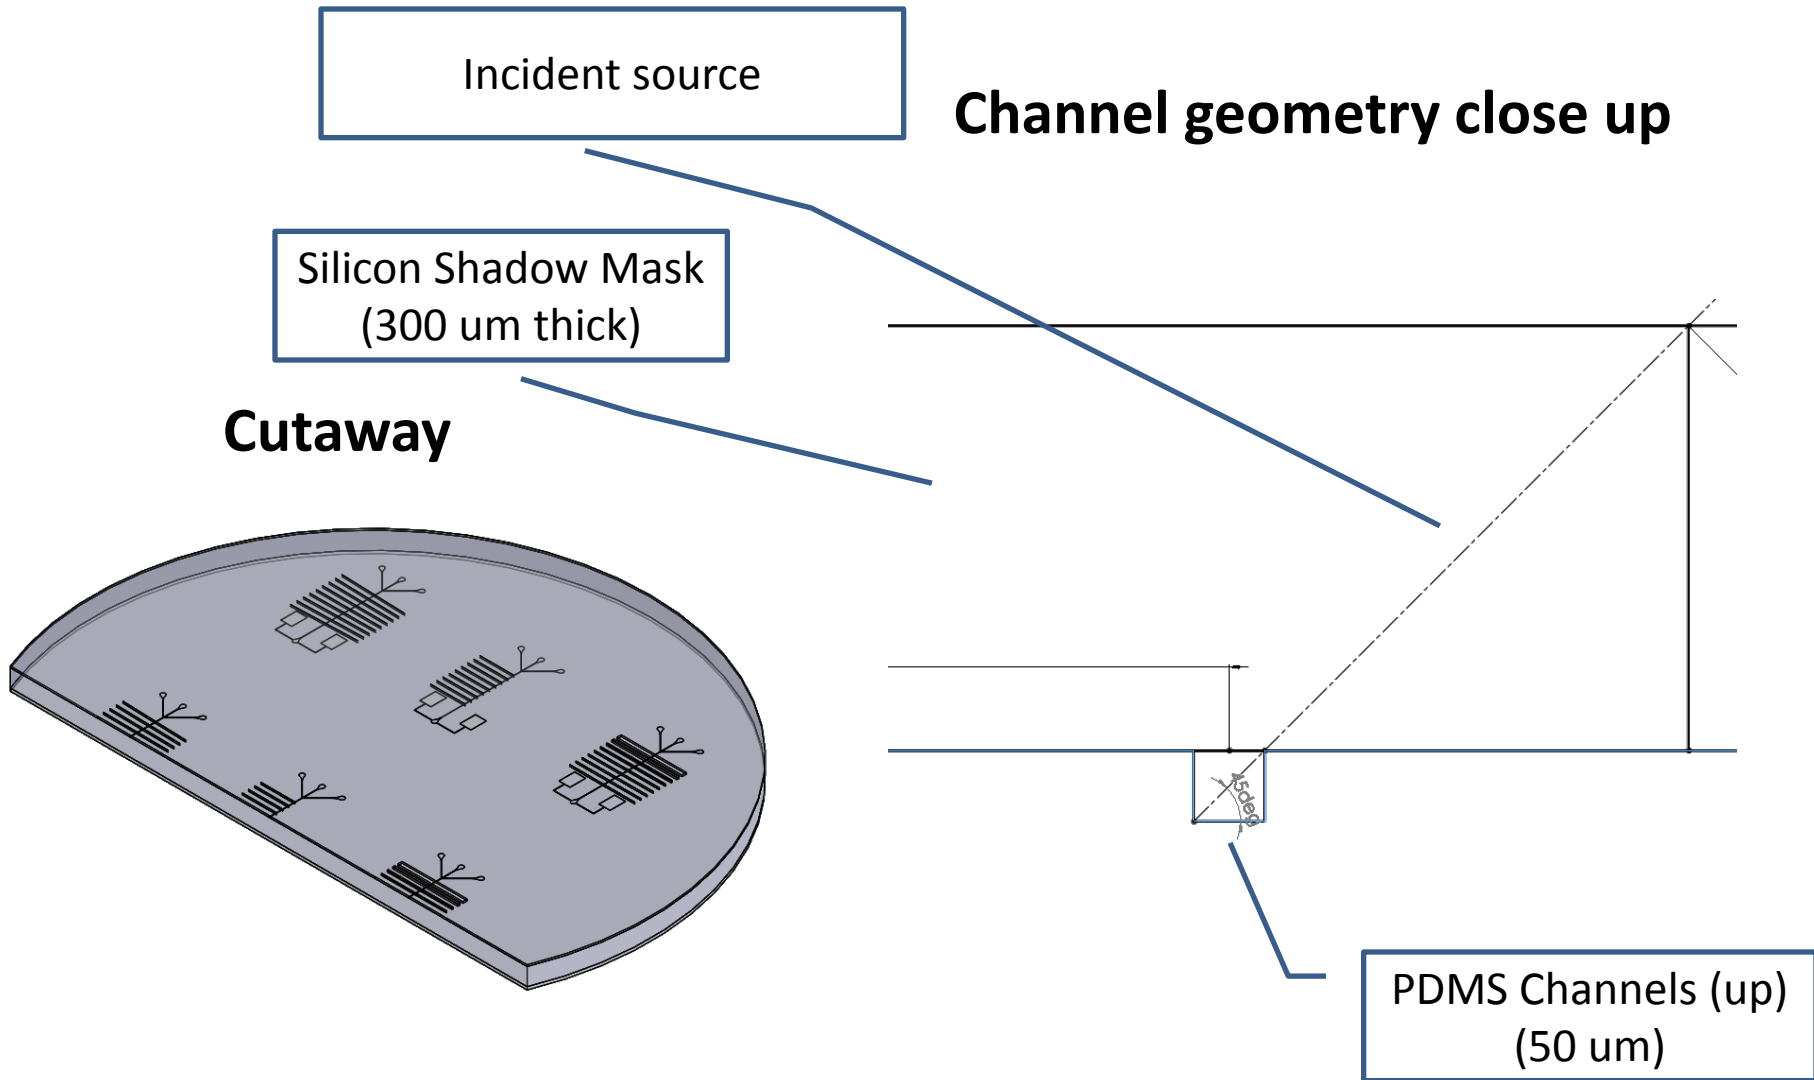 Incident source
Channel geometry close up
Silicon Shadow Mask
(300 um thick)
Cutaway
45deg
PDMS Channels (up)
(50 um)